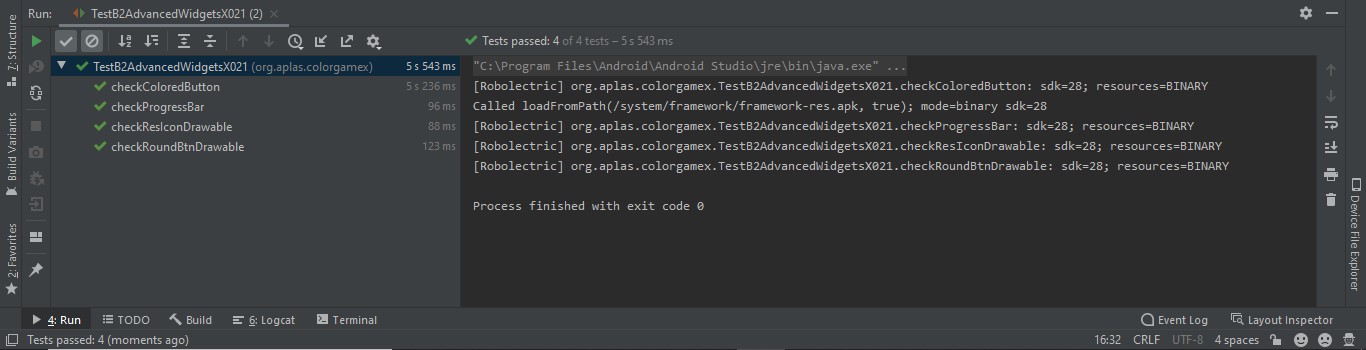 Run: TestB2AdvancedWidgetsX021 (2)
Z: Structure
Build Variants
2: Favorites
Tests passed: 4 of 4 tests – 5 s 543 ms
TestB2AdvancedWidgetsX021 (org.aplas.colorgamex) 5 s 543 ms
checkColoredButton 5 s 236 ms
checkProgressBar 96 ms
checkResIconDrawable 88 ms
checkRoundBtnDrawable 123 ms
"C:\Program Files\Android\Android Studio\jre\bin\java.exe" ...
[Robolectric] org.aplas.colorgamex.TestB2AdvancedWidgetsX021.checkColoredButton: sdk=28; resources=BINARY
Called loadFromPath(/system/framework/framework-res.apk, true); mode=binary sdk=28
[Robolectric] org.aplas.colorgamex.TestB2AdvancedWidgetsX021.checkProgressBar: sdk=28; resources=BINARY
[Robolectric] org.aplas.colorgamex.TestB2AdvancedWidgetsX021.checkResIconDrawable: sdk=28; resources=BINARY
[Robolectric] org.aplas.colorgamex.TestB2AdvancedWidgetsX021.checkRoundBtnDrawable: sdk=28; resources=BINARY
Process finished with exit code 0
Device File Explorer
4: Run TODO Build 6: Logcat Terminal Event Log Layout Inspector
Tests passed: 4 (moments ago) 16:32 CRLF UTF-8 4 spaces